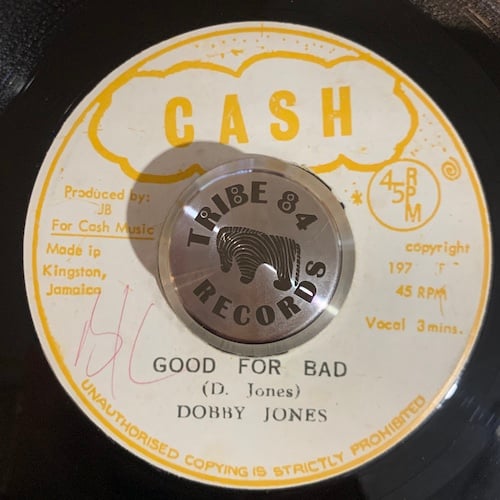 CASH
Produced by:
JB
For Cash Music
Made in
Kingston,
Jamaica
45 RPM
copyright
197
45 RPM
Vocal 3mins.
TRIBE 84
RECORDS
GOOD FOR BAD
(D. Jones)
DOBBY JONES
UNAUTHORISED COPYING IS STRICTLY PROHIBITED